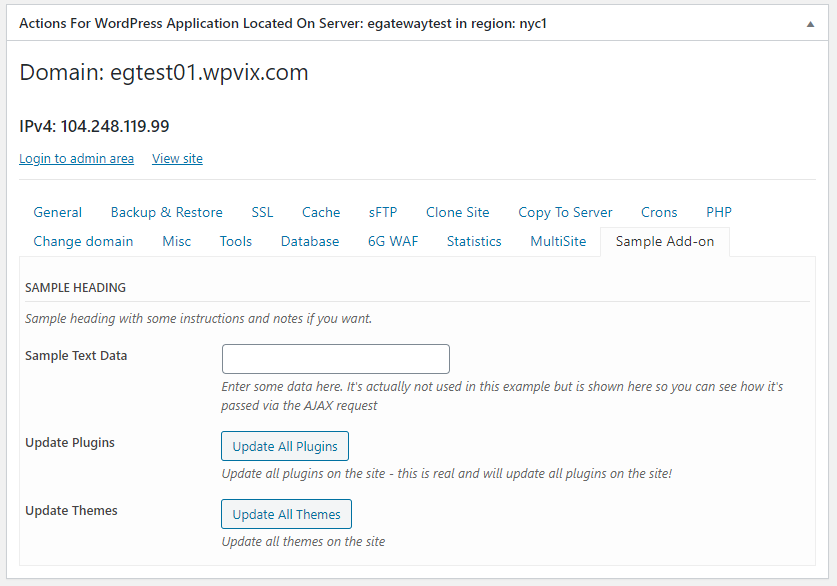 Actions For WordPress Application Located On Server: egatewaytest in region: nyc1
Domain: egtest01.wpvix.com
IPv4: 104.248.119.99
Login to admin area View site
General Backup & Restore SSL Cache sFTP Clone Site Copy To Server Crons PHP
Change domain Misc Tools Database 6G WAF Statistics MultiSite Sample Add-on
SAMPLE HEADING
Sample heading with some instructions and notes if you want.
Sample Text Data
Enter some data here. It's actually not used in this example but is shown here so you can see how it's
passed via the AJAX request
Update Plugins Update All Plugins
Update all plugins on the site - this is real and will update all plugins on the site!
Update Themes Update All Themes
Update all themes on the site